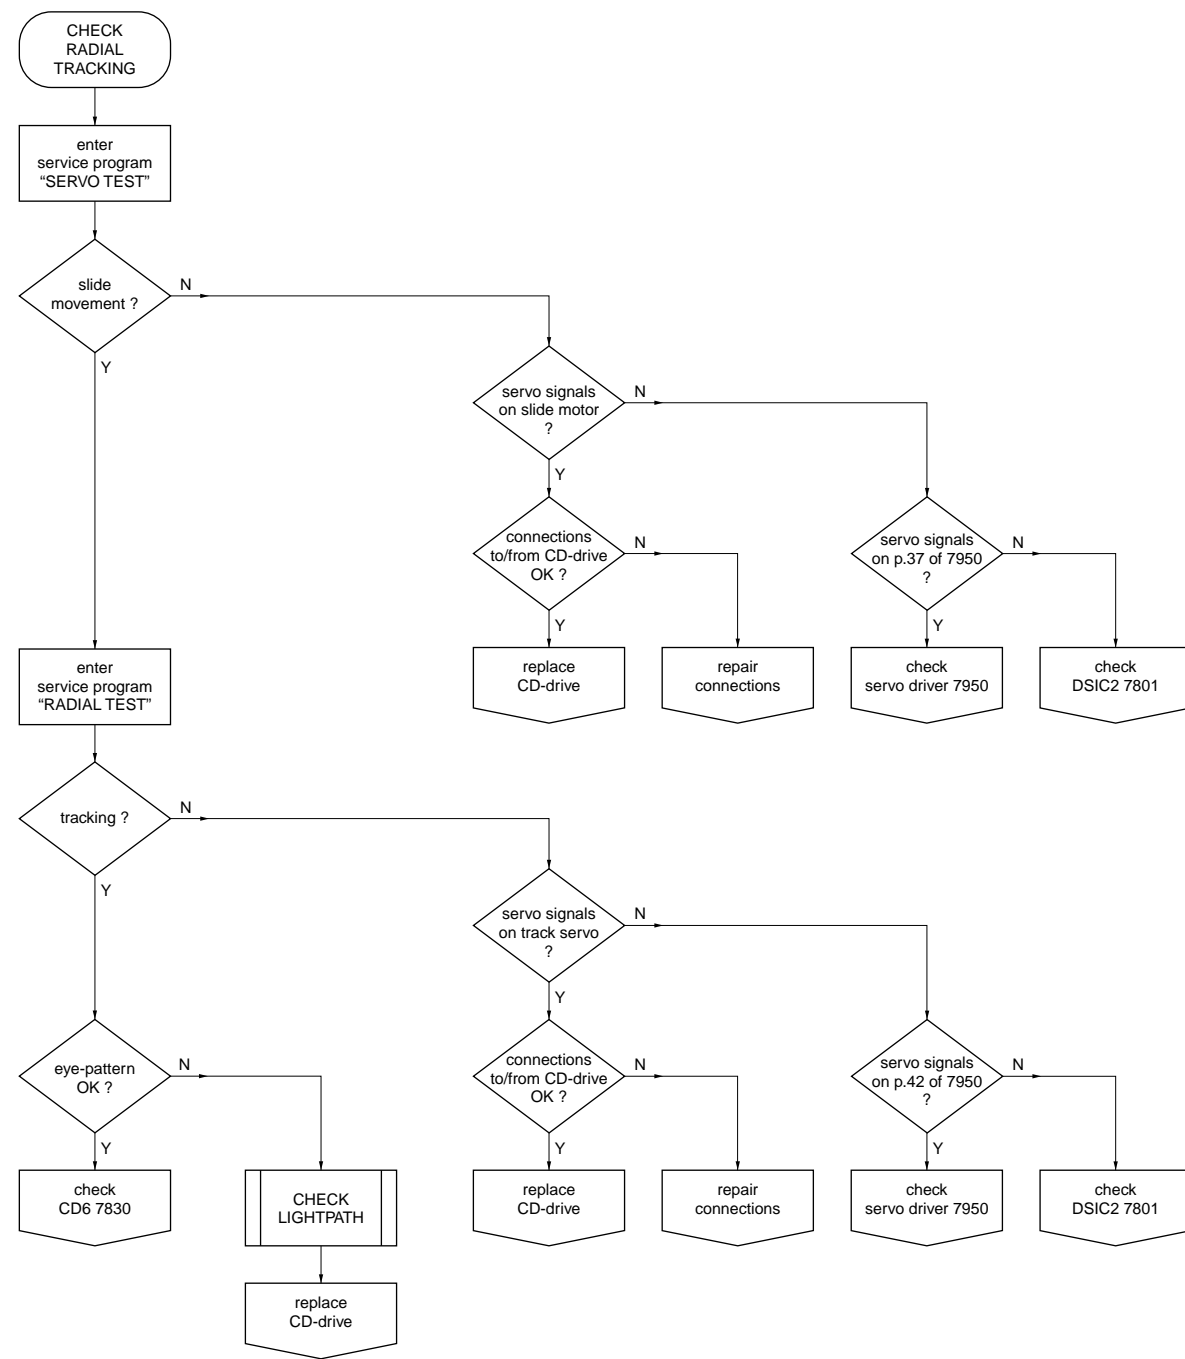 CHECK
RADIAL
TRACKING
enter
service program
“SERVO TEST”
slide
movement ?
N
Y
servo signals
on slide motor
?
N
Y
connections
to/from CD-drive
OK ?
N
Y
servo signals
on p.37 of 7950
?
N
Y
replace
CD-drive
repair
connections
check
servo driver 7950
check
DSIC2 7801
enter
service program
“RADIAL TEST”
tracking ?
N
Y
servo signals
on track servo
?
N
Y
eye-pattern
OK ?
N
Y
connections
to/from CD-drive
OK ?
N
Y
servo signals
on p.42 of 7950
?
N
Y
check
CD6 7830
CHECK
LIGHTPATH
replace
CD-drive
replace
CD-drive
repair
connections
check
servo driver 7950
check
DSIC2 7801